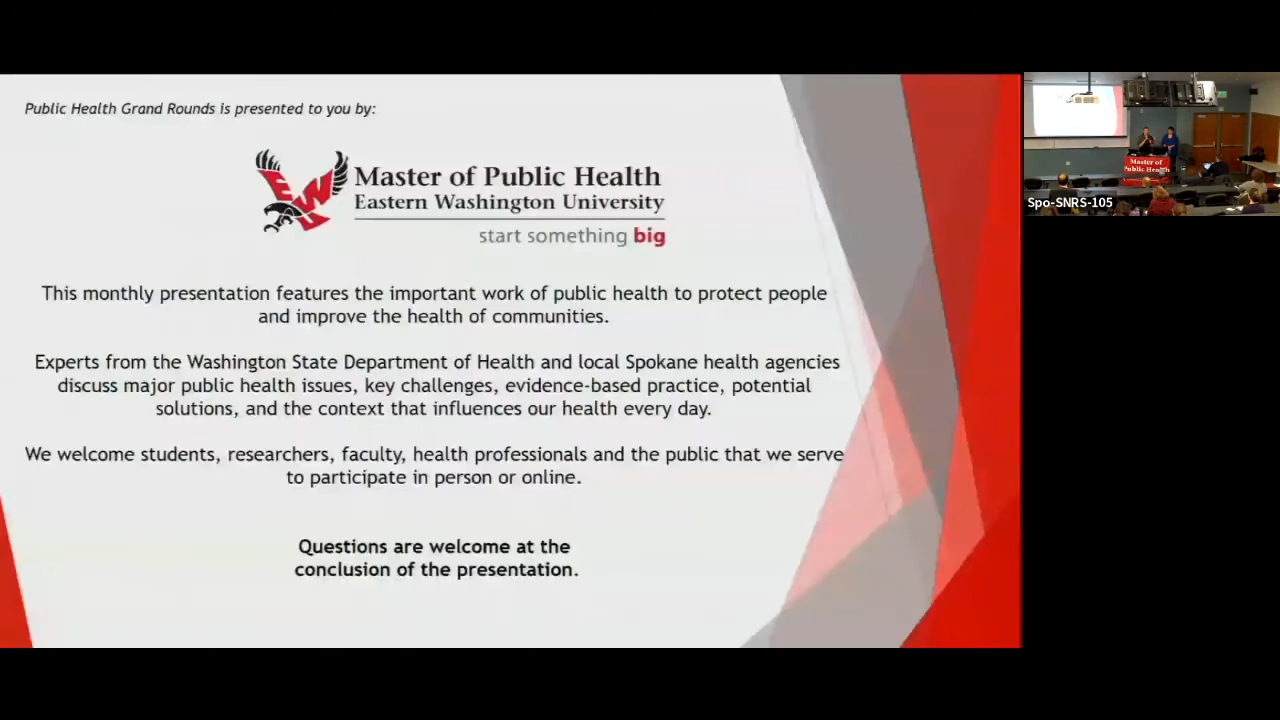 Public Health Grand Rounds is presented to you by:
EWU
Master of Public Health
Eastern Washington University
start something big
This monthly presentation features the important work of public health to protect people
and improve the health of communities.
Experts from the Washington State Department of Health and local Spokane health agencies
discuss major public health issues, key challenges, evidence-based practice, potential
solutions, and the context that influences our health every day.
We welcome students, researchers, faculty, health professionals and the public that we serve
to participate in person or online.
Questions are welcome at the
conclusion of the presentation.
Master of
Public Health
Spo-SNRS-105